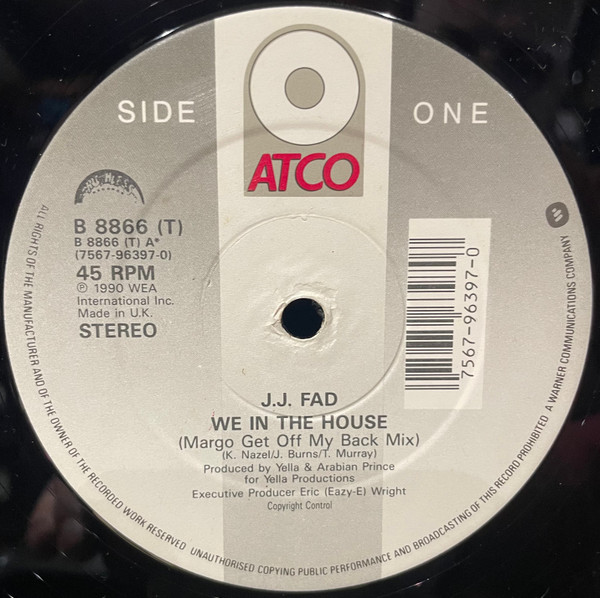 SIDE ONE
ATCO
RUTHLESS
B 8866 (T)
B 8866 (T) A*
(7567-96397-0)
45 RPM
℗ 1990 WEA
International Inc.
Made in U.K.
STEREO
7567-96397-0
J.J. FAD
WE IN THE HOUSE
(Margo Get Off My Back Mix)
(K. Nazel/J. Burns/T. Murray)
Produced by Yella & Arabian Prince
for Yella Productions
Executive Producer Eric (Eazy-E) Wright
Copyright Control
ALL RIGHTS OF THE MANUFACTURER AND OF THE OWNER OF THE RECORDED WORK RESERVED UNAUTHORISED COPYING PUBLIC PERFORMANCE AND BROADCASTING OF THIS RECORD PROHIBITED A WARNER COMMUNICATIONS COMPANY